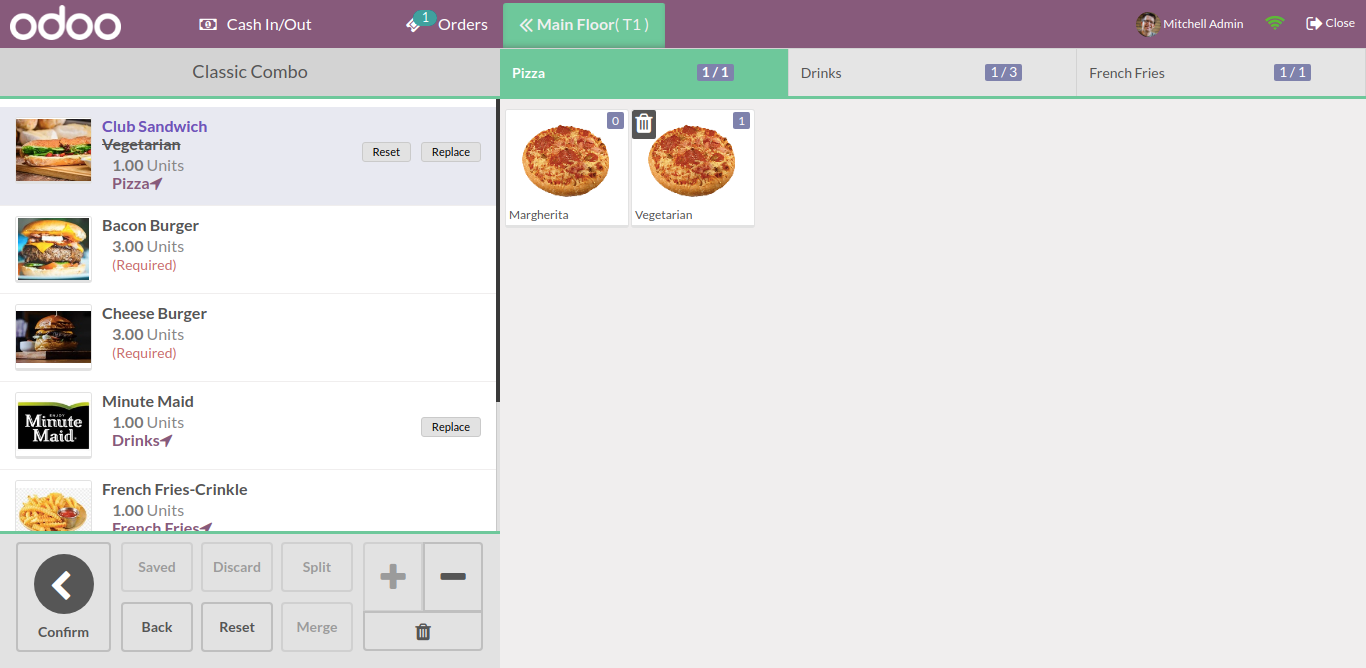 odoo
Cash In/Out
1
Orders
Main Floor( T1 )
Mitchell Admin
Close
Classic Combo
Pizza
1 / 1
Drinks
1 / 3
French Fries
1 / 1
Club Sandwich
Vegetarian
1.00 Units
Pizza
Reset
Replace
Bacon Burger
3.00 Units
(Required)
Cheese Burger
3.00 Units
(Required)
ENJOY
Minute
Maid
Minute Maid
1.00 Units
Drinks
Replace
French Fries-Crinkle
1.00 Units
French Fries
0
Margherita
1
Vegetarian
Confirm
Saved
Discard
Split
Back
Reset
Merge